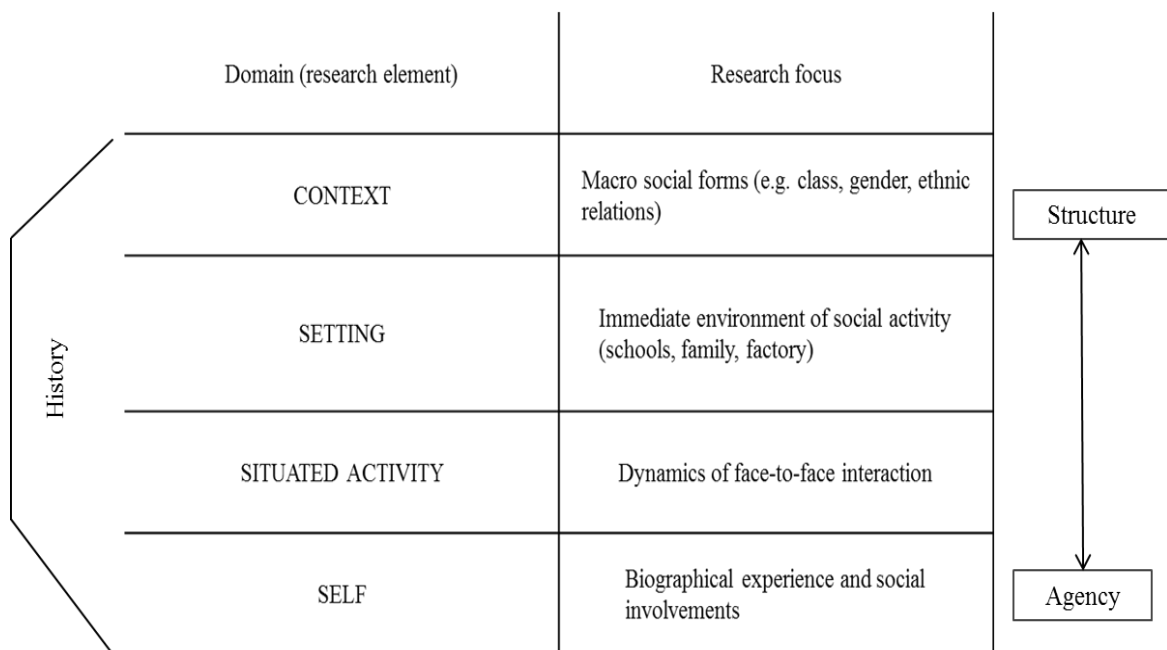 Domain (research element)
Research focus
CONTEXT
Macro social forms (e.g. class, gender, ethnic
relations)
Structure
History
SETTING
Immediate environment of social activity
(schools, family, factory)
SITUATED ACTIVITY
Dynamics of face-to-face interaction
SELF
Biographical experience and social
involvements
Agency